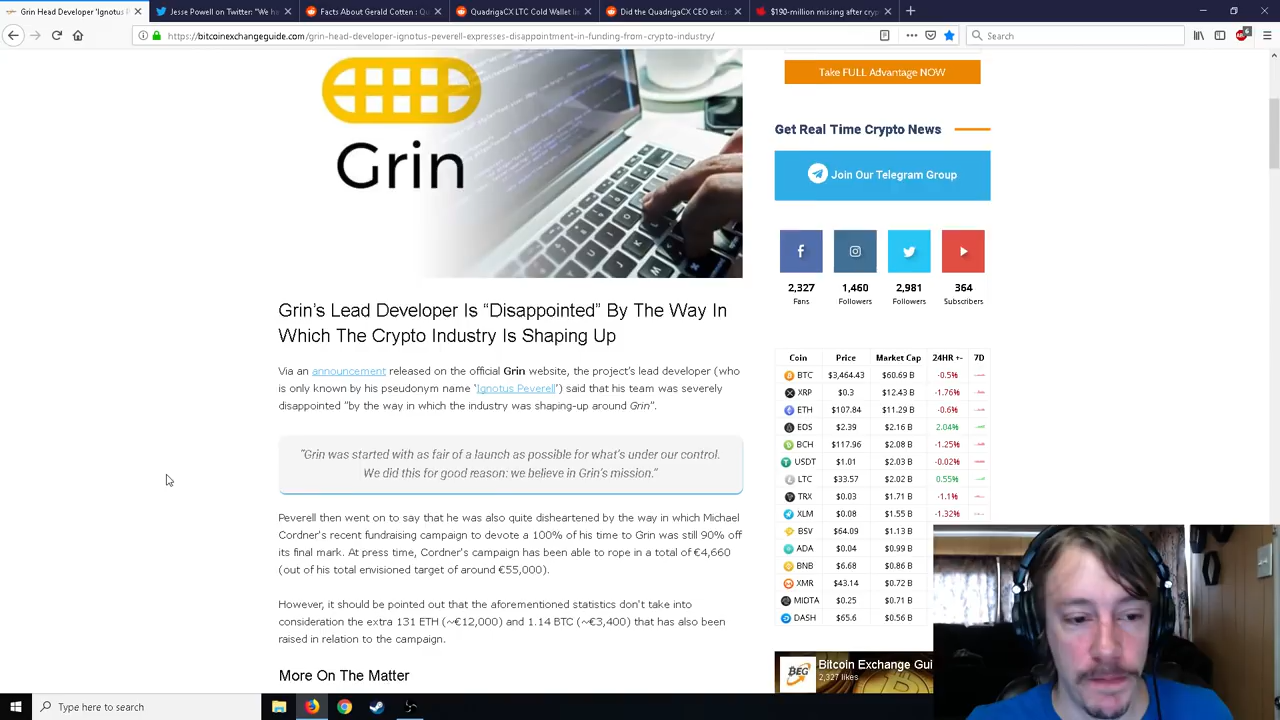 Grin Head Developer 'Ignotus P
Jesse Powell on Twitter: "We ha
Facts About Gerald Cotten : Qu
QuadrigaCX LTC Cold Wallet li
Did the QuadrigaCX CEO exit a
$190-million missing after cryp
https://bitcoinexchangeguide.com/grin-head-developer-ignotus-peverell-expresses-disappointment-in-funding-from-crypto-industry/
Search
Grin
Take FULL Advantage NOW
Get Real Time Crypto News
Join Our Telegram Group
2,327 1,460 2,981 364
Fans Followers Followers Subscribers
Grin's Lead Developer Is “Disappointed” By The Way In
Which The Crypto Industry Is Shaping Up
Via an announcement released on the official Grin website, the project's lead developer (who
is only known by his pseudonym name 'Ignotus Peverell') said that his team was severely
disappointed "by the way in which the industry was shaping-up around Grin".
"Grin was started with as fair of a launch as possible for what's under our control.
We did this for good reason: we believe in Grin's mission."
Peverell then went on to say that he was also quite disheartened by the way in which Michael
Cordner's recent fundraising campaign to devote a 100% of his time to Grin was still 90% off
its final mark. At press time, Cordner's campaign has been able to rope in a total of €4,660
(out of his total envisioned target of around €55,000).
However, it should be pointed out that the aforementioned statistics don't take into
consideration the extra 131 ETH (~€12,000) and 1.14 BTC (~€3,400) that has also been
raised in relation to the campaign.
More On The Matter
Coin Price Market Cap 24HR +- 7D
BTC $3,464.43 $60.69 B -0.5%
XRP $0.3 $12.43 B -1.76%
ETH $107.84 $11.29 B -0.6%
EOS $2.39 $2.16 B 2.04%
BCH $117.96 $2.08 B -1.25%
USDT $1.01 $2.03 B -0.02%
LTC $33.57 $2.02 B 0.55%
TRX $0.03 $1.71 B -1.1%
XLM $0.08 $1.55 B -1.32%
BSV $64.09 $1.13 B
ADA $0.04 $0.99 B
BNB $6.68 $0.86 B
XMR $43.14 $0.72 B
MIDTA $0.25 $0.71 B
DASH $65.6 $0.56 B
BEG
Bitcoin Exchange Gui
2,327 likes
Type here to search